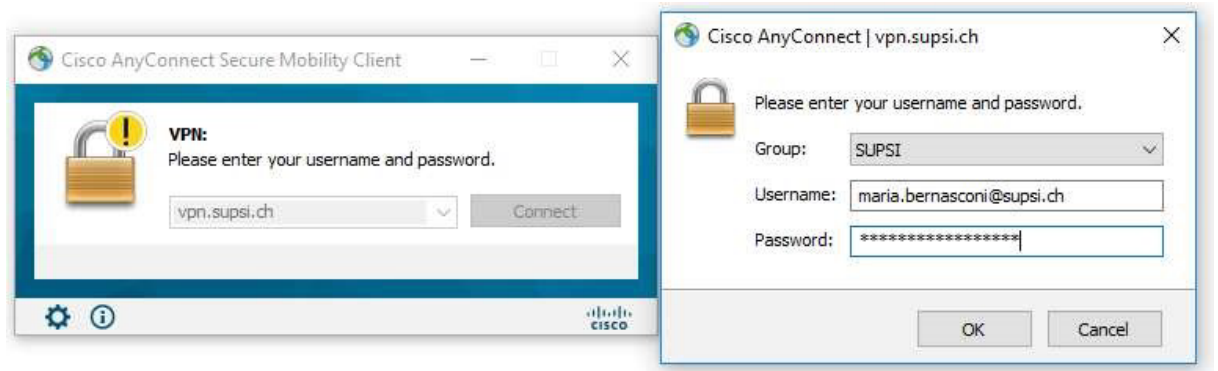 Cisco AnyConnect Secure Mobility Client
VPN:
Please enter your username and password.
vpn.supsi.ch
Connect
cisco
Cisco AnyConnect | vpn.supsi.ch
Please enter your username and password.
Group: SUPSI
Username: maria.bernasconi@supsi.ch
Password: *****************
OK Cancel